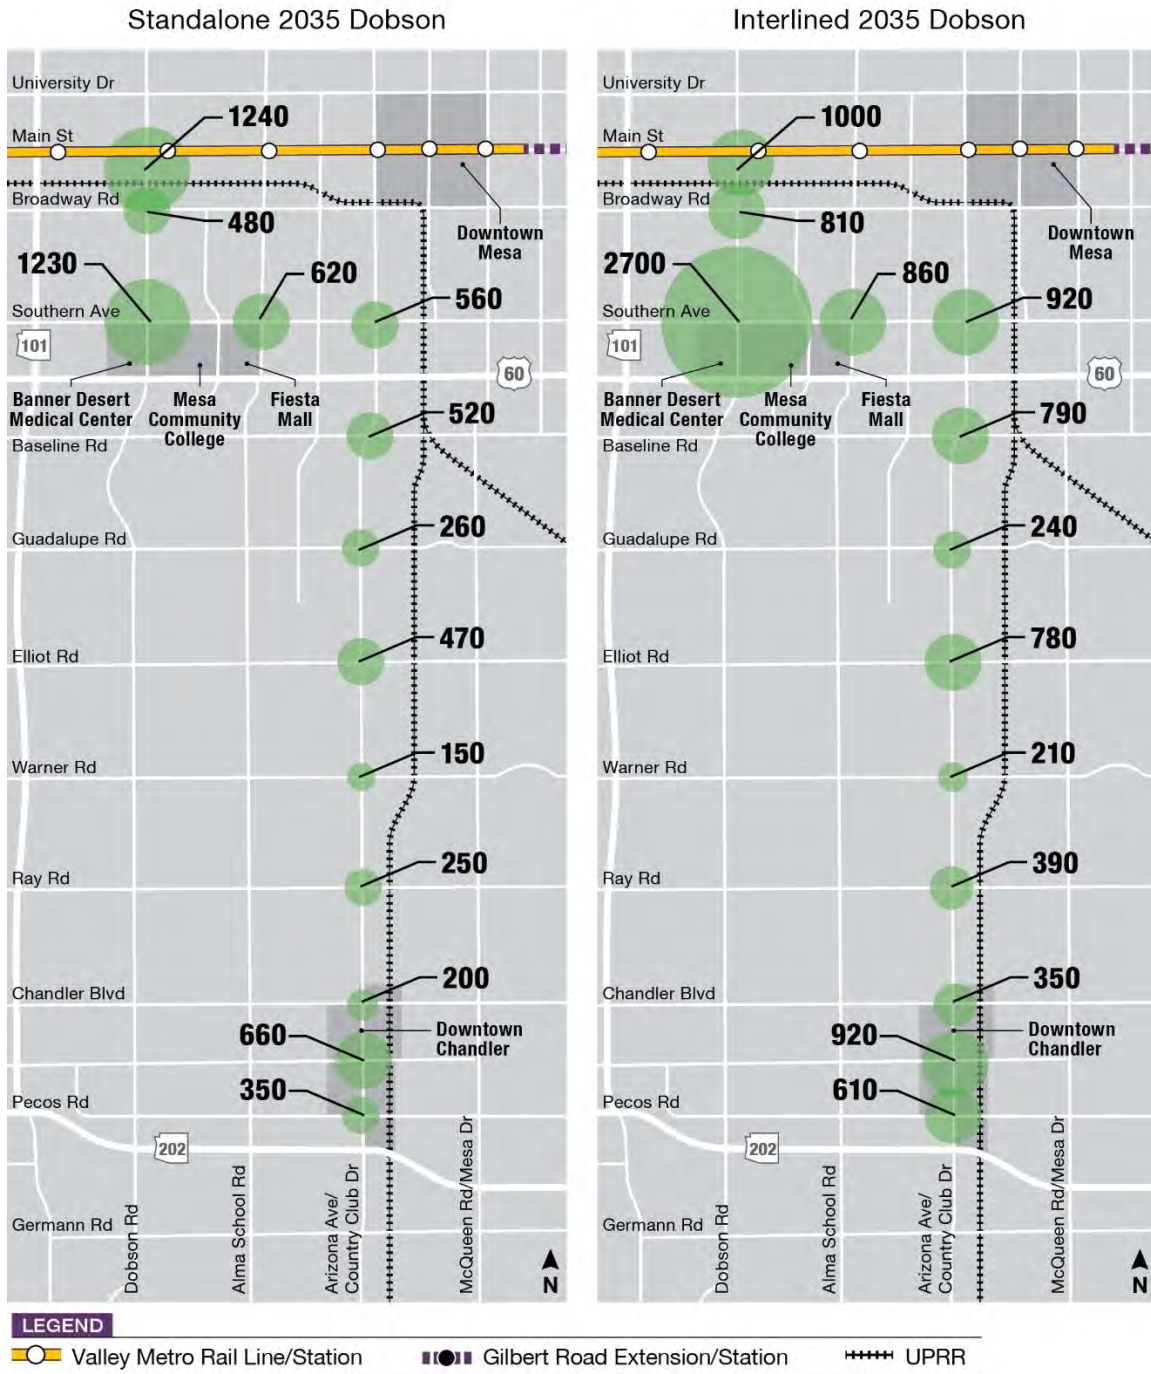 Standalone 2035 Dobson
University Dr
Main St
1240
Broadway Rd
480
Downtown
Mesa
1230
620
560
Southern Ave
101
60
Banner Desert
Medical Center
Mesa
Community
College
Fiesta
Mall
520
Baseline Rd
260
Guadalupe Rd
470
Elliot Rd
150
Warner Rd
250
Ray Rd
200
Chandler Blvd
660
Downtown
Chandler
350
Pecos Rd
202
Germann Rd
Dobson Rd
Alma School Rd
Arizona Ave/
Country Club Dr
McQueen Rd/Mesa Dr
N
Interlined 2035 Dobson
University Dr
Main St
1000
Broadway Rd
810
Downtown
Mesa
2700
860
920
Southern Ave
101
60
Banner Desert
Medical Center
Mesa
Community
College
Fiesta
Mall
790
Baseline Rd
240
Guadalupe Rd
780
Elliot Rd
210
Warner Rd
390
Ray Rd
350
Chandler Blvd
920
Downtown
Chandler
610
Pecos Rd
202
Germann Rd
Dobson Rd
Alma School Rd
Arizona Ave/
Country Club Dr
McQueen Rd/Mesa Dr
N
LEGEND
Valley Metro Rail Line/Station
Gilbert Road Extension/Station
UPRR